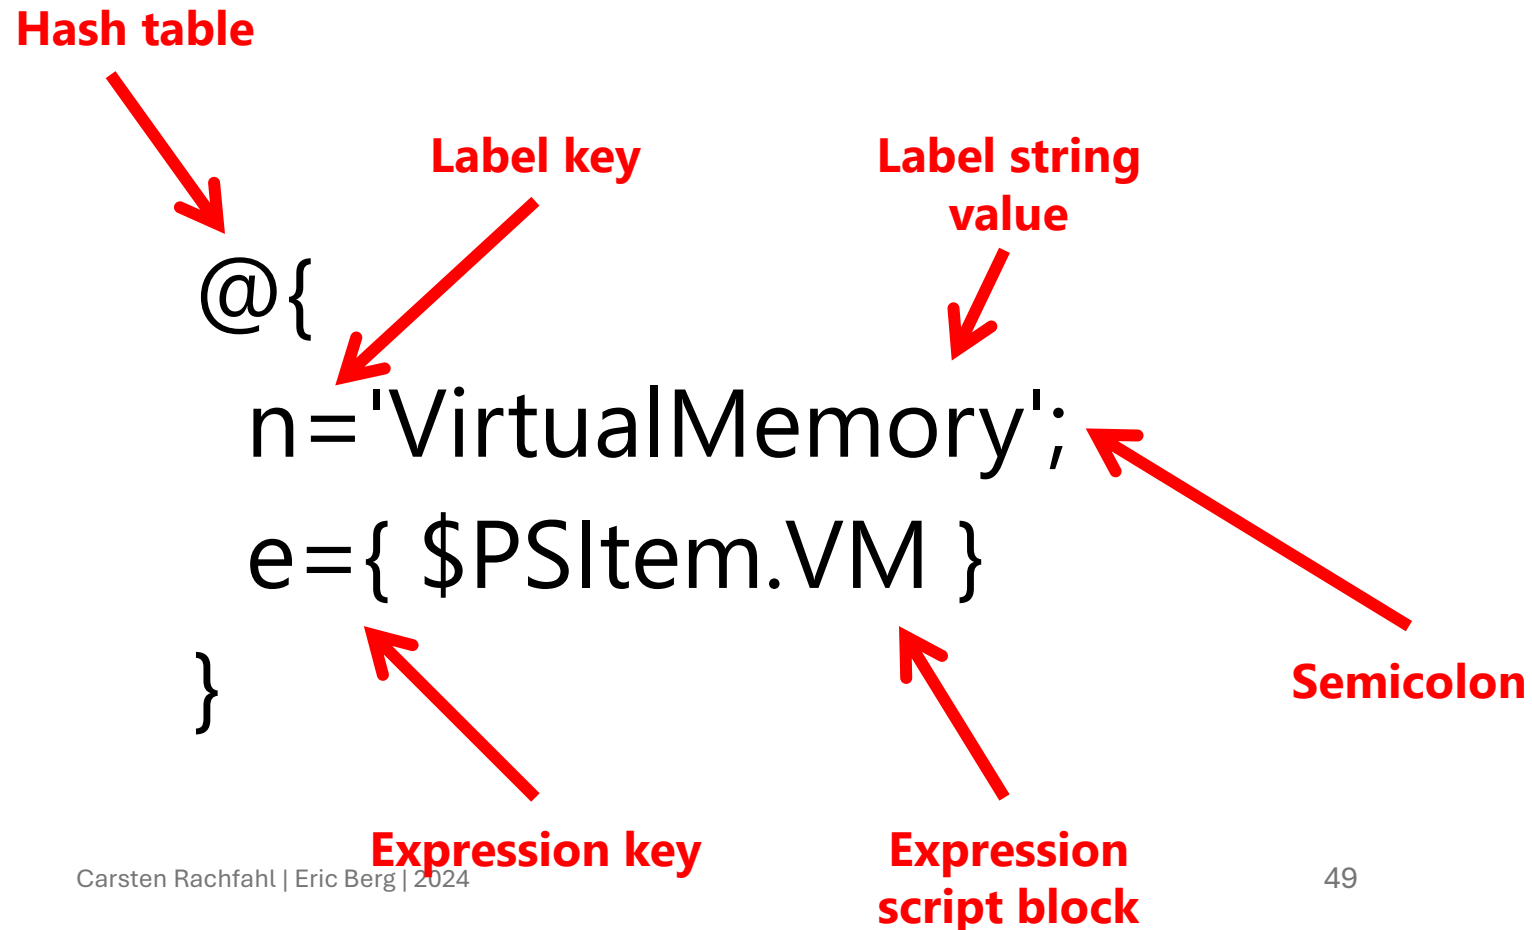 Hash table
Label key
Label string
value
@{
n='VirtualMemory';
e={ $PSItem.VM }
}
Semicolon
Expression key
Expression
script block
Carsten Rachfahl | Eric Berg | 2024
49